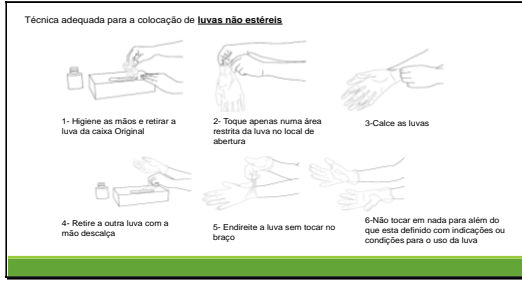 Técnica adequada para a colocação de luvas não estéreis
1- Higiene as mãos e retirar a
luva da caixa Original
2- Toque apenas numa área
restrita da luva no local de
abertura
3-Calce as luvas
4- Retire a outra luva com a
mão descalça
5- Endireite a luva sem tocar no
braço
6-Não tocar em nada para além do
que esta definido com indicações ou
condições para o uso da luva